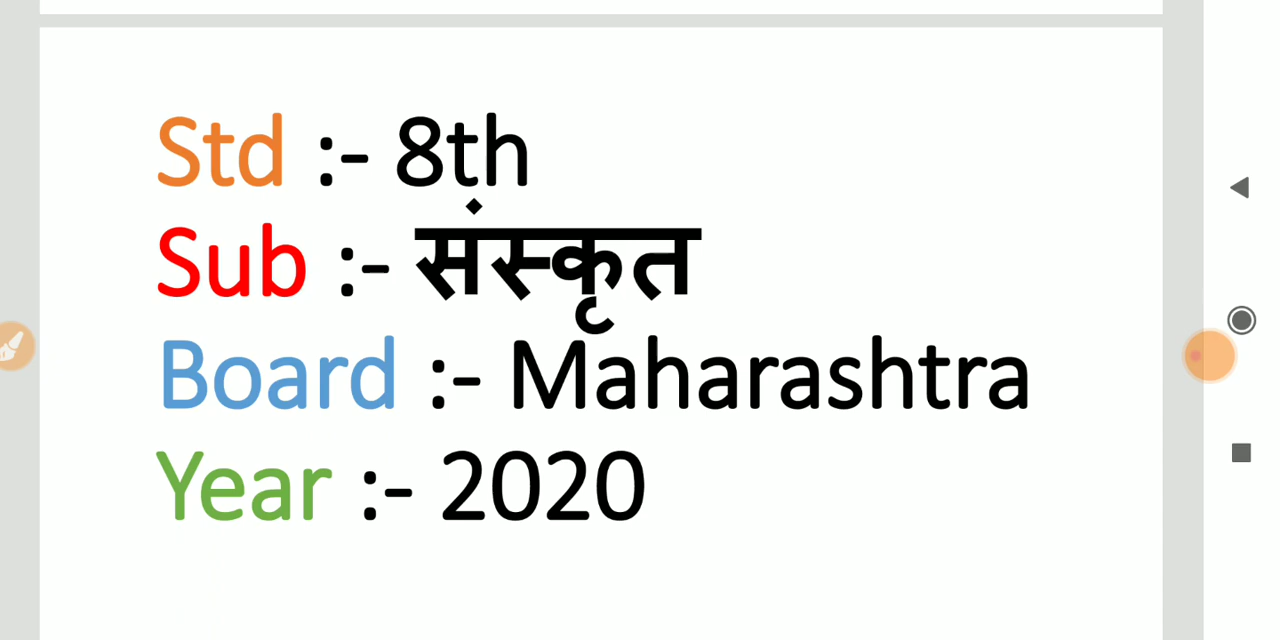 Std :- 8th
Sub :- संस्कृत
Board :- Maharashtra
Year :- 2020